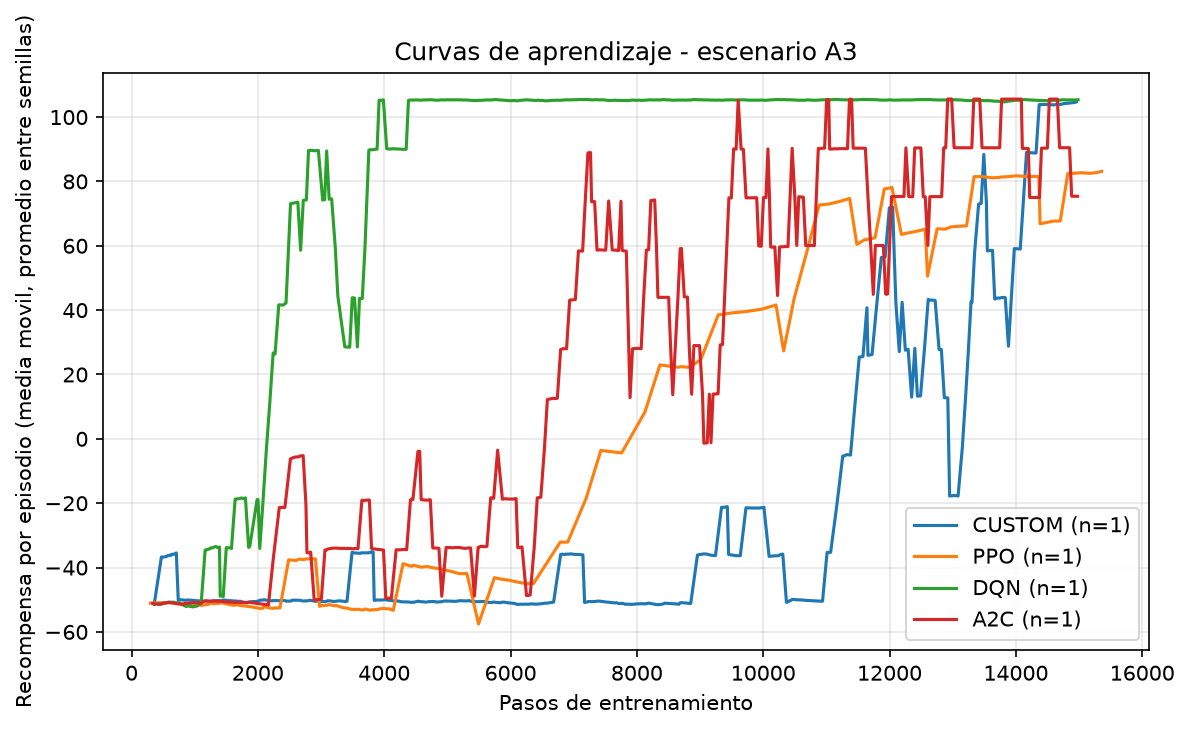 Curvas de aprendizaje - escenario A3
Recompensa por episodio (media movil, promedio entre semillas)
100
80
60
40
20
0
−20
−40
−60
CUSTOM (n=1)
PPO (n=1)
DQN (n=1)
A2C (n=1)
0 2000 4000 6000 8000 10000 12000 14000 16000
Pasos de entrenamiento